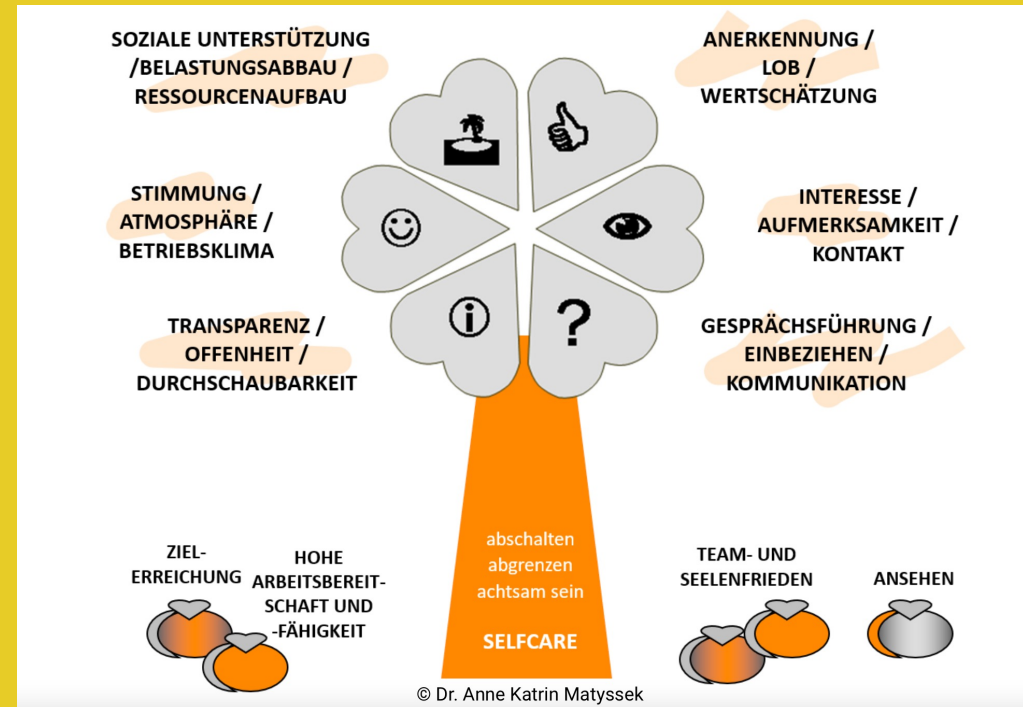 SOZIALE UNTERSTÜTZUNG
/BELASTUNGSABBAU /
RESSOURCENAUFBAU
ANERKENNUNG /
LOB /
WERTSCHÄTZUNG
STIMMUNG /
ATMOSPHÄRE /
BETRIEBSKLIMA
INTERESSE /
AUFMERKSAMKEIT /
KONTAKT
TRANSPARENZ /
OFFENHEIT /
DURCHSCHAUBARKEIT
GESPRÄCHSFÜHRUNG /
EINBEZIEHEN /
KOMMUNIKATION
i
?
abschalten
abgrenzen
achtsam sein
SELFCARE
ZIEL-
ERREICHUNG
HOHE
ARBEITSBEREIT-
SCHAFT UND
-FÄHIGKEIT
TEAM- UND
SEELENFRIEDEN
ANSEHEN
© Dr. Anne Katrin Matyssek